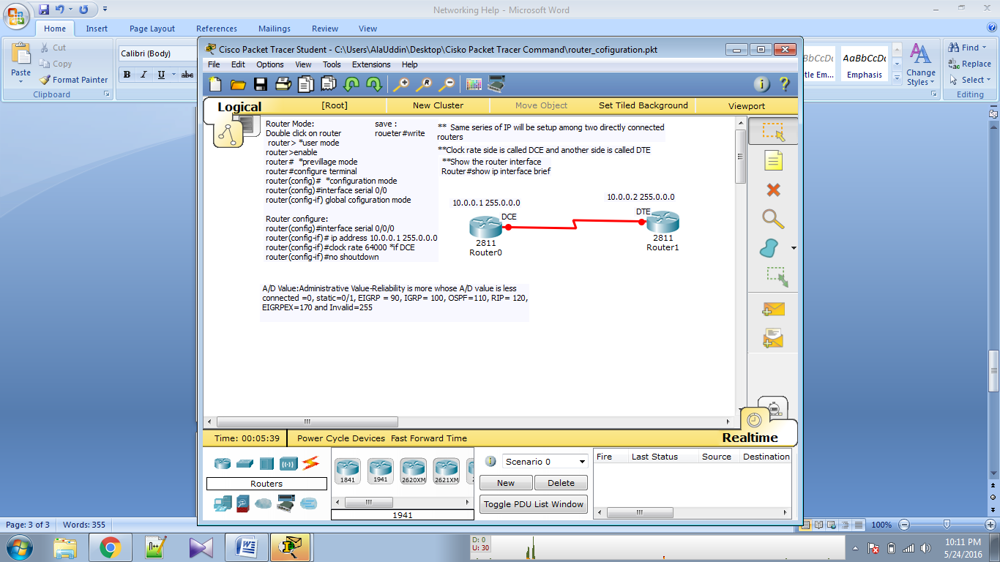 Networking Help - Microsoft Word
Home Insert Page Layout References Mailings Review View
Cut
Copy
Format Painter
Paste
Clipboard
Calibri (Body)
B I U abc
AaBbCcDc
Emphasis
Change Styles
Find
Replace
Select
Editing
Cisco Packet Tracer Student - C:\Users\AlaUddin\Desktop\Cisko Packet Tracer Command\router_cofiguration.pkt
File Edit Options View Tools Extensions Help
Logical [Root] New Cluster Move Object Set Tiled Background Viewport
Router Mode:
Double click on router
router> *user mode
router>enable
router# *previllage mode
router#configure terminal
router(config)# *configuration mode
router(config)#interface serial 0/0
router(config-if) global cofiguration mode
Router configure:
router(config)#interface serial 0/0/0
router(config-if)# ip address 10.0.0.1 255.0.0.0
router(config-if)#clock rate 64000 *if DCE
router(config-if)#no shutdown
save :
roueter#write
** Same series of IP will be setup among two directly connected
routers
**Clock rate side is called DCE and another side is called DTE
**Show the router interface
Router#show ip interface brief
10.0.0.1 255.0.0.0
DCE
2811
Router0
10.0.0.2 255.0.0.0
DTE
2811
Router1
A/D Value:Administrative Value-Reliability is more whose A/D value is less
connected =0, static=0/1, EIGRP = 90, IGRP= 100, OSPF=110, RIP= 120,
EIGRPEX=170 and Invalid=255
Time: 00:05:39 Power Cycle Devices Fast Forward Time Realtime
Routers
1841 1941 2620XM 2621XM
1941
Scenario 0
New Delete
Toggle PDU List Window
Fire Last Status Source Destination
Page: 3 of 3 Words: 355
100%
D: 0
U: 30
10:11 PM
5/24/2016